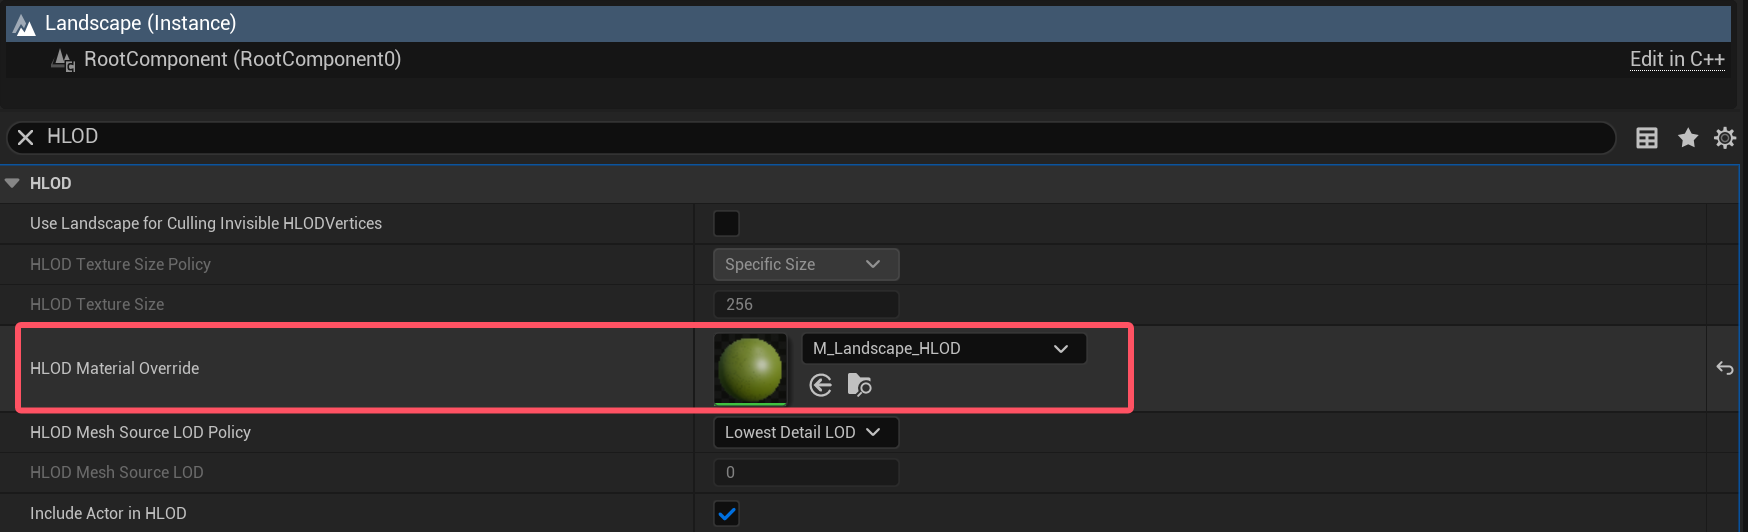 Landscape (Instance)
RootComponent (RootComponent0)
Edit in C++
HLOD
HLOD
Use Landscape for Culling Invisible HLODVertices
HLOD Texture Size Policy
Specific Size
HLOD Texture Size
256
HLOD Material Override
M_Landscape_HLOD
HLOD Mesh Source LOD Policy
Lowest Detail LOD
HLOD Mesh Source LOD
0
Include Actor in HLOD